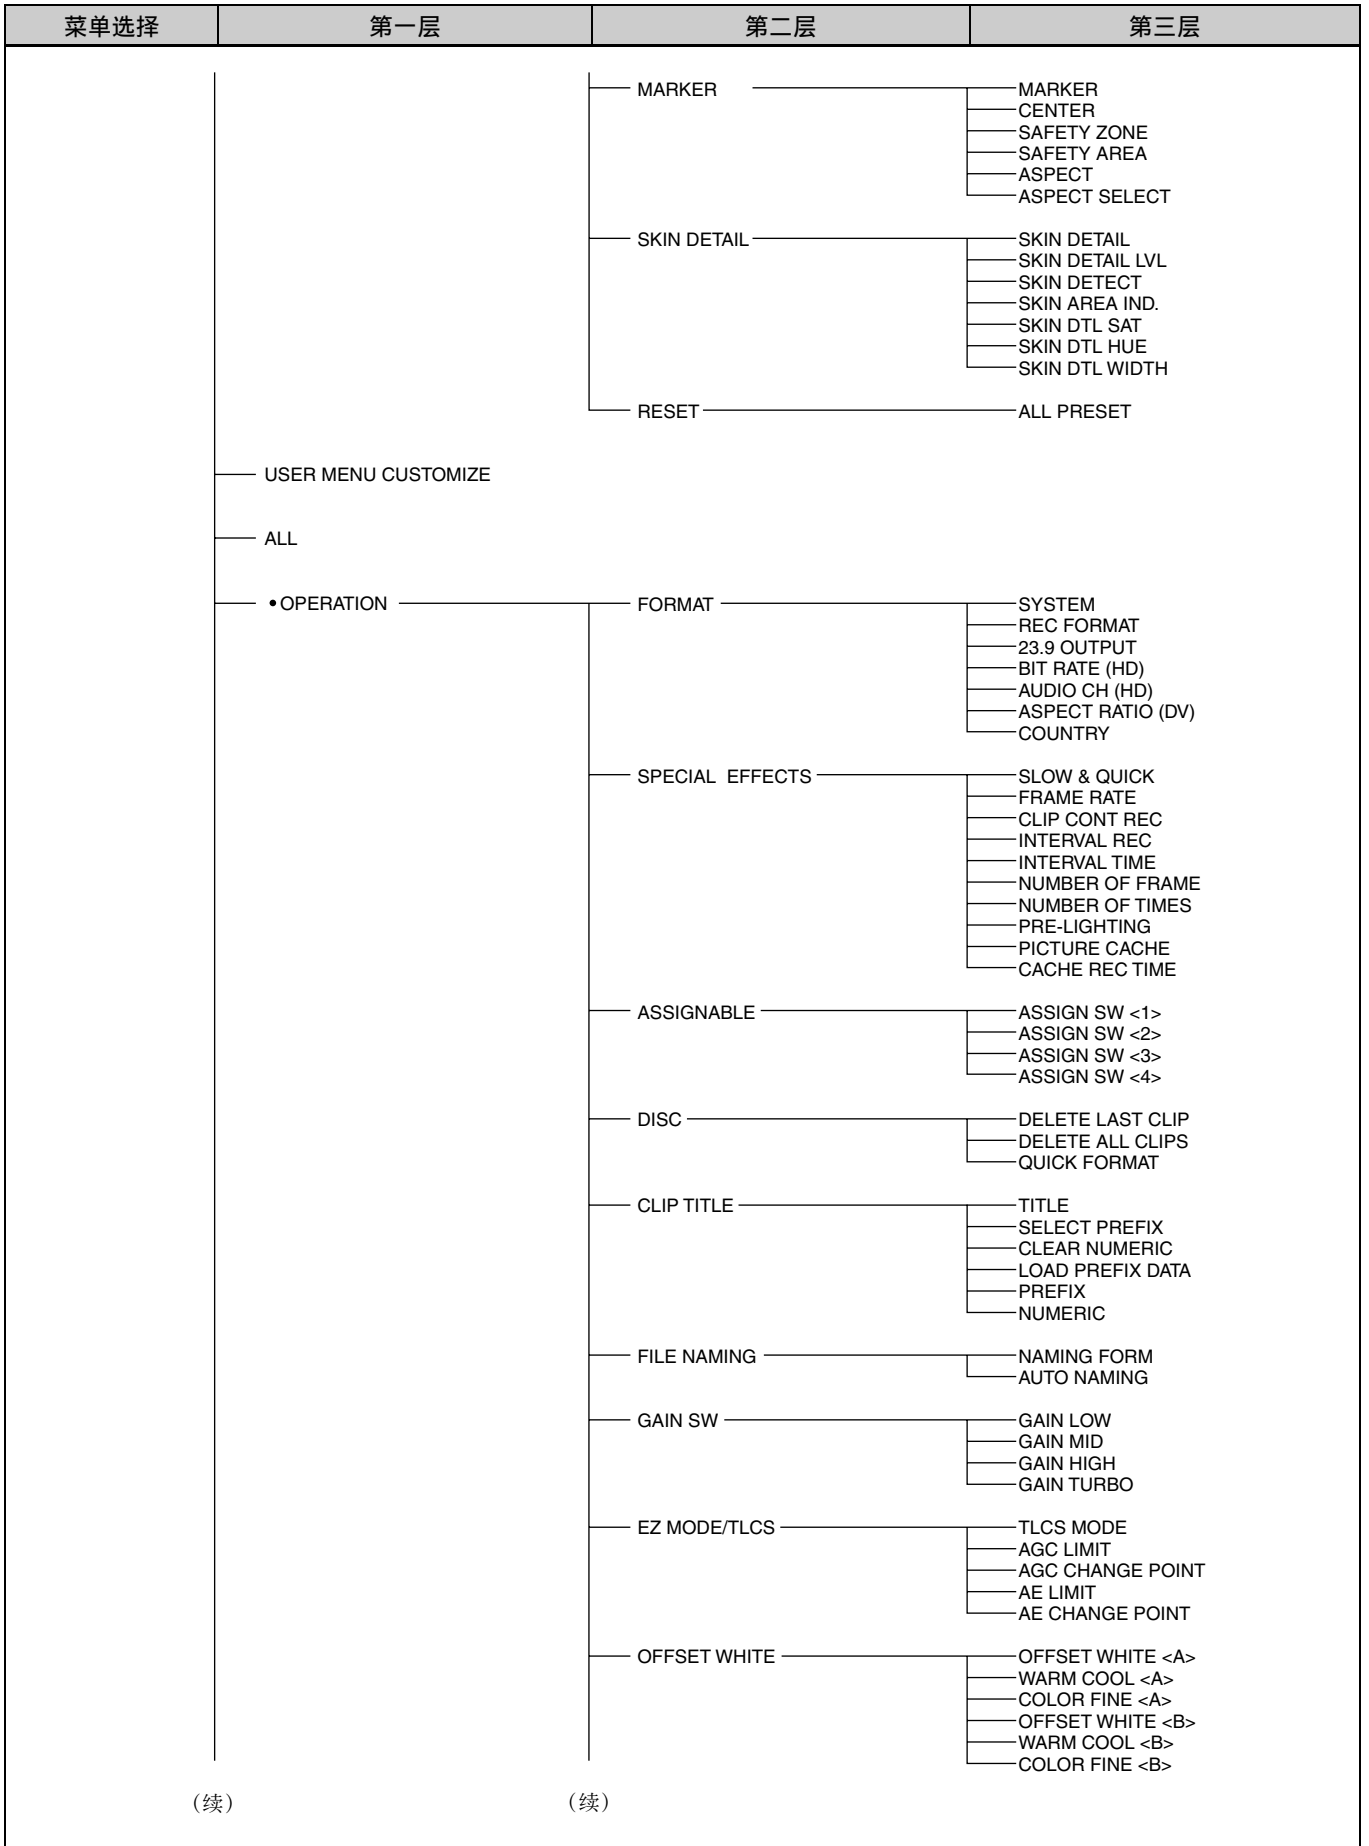 菜单选择 第一层 第二层 第三层
MARKER MARKER
CENTER
SAFETY ZONE
SAFETY AREA
ASPECT
ASPECT SELECT
SKIN DETAIL SKIN DETAIL
SKIN DETAIL LVL
SKIN DETECT
SKIN AREA IND.
SKIN DTL SAT
SKIN DTL HUE
SKIN DTL WIDTH
RESET ALL PRESET
USER MENU CUSTOMIZE
ALL
•OPERATION FORMAT SYSTEM
REC FORMAT
23.9 OUTPUT
BIT RATE (HD)
AUDIO CH (HD)
ASPECT RATIO (DV)
COUNTRY
SPECIAL EFFECTS SLOW & QUICK
FRAME RATE
CLIP CONT REC
INTERVAL REC
INTERVAL TIME
NUMBER OF FRAME
NUMBER OF TIMES
PRE-LIGHTING
PICTURE CACHE
CACHE REC TIME
ASSIGNABLE ASSIGN SW <1>
ASSIGN SW <2>
ASSIGN SW <3>
ASSIGN SW <4>
DISC DELETE LAST CLIP
DELETE ALL CLIPS
QUICK FORMAT
CLIP TITLE TITLE
SELECT PREFIX
CLEAR NUMERIC
LOAD PREFIX DATA
PREFIX
NUMERIC
FILE NAMING NAMING FORM
AUTO NAMING
GAIN SW GAIN LOW
GAIN MID
GAIN HIGH
GAIN TURBO
EZ MODE/TLCS TLCS MODE
AGC LIMIT
AGC CHANGE POINT
AE LIMIT
AE CHANGE POINT
OFFSET WHITE OFFSET WHITE <A>
WARM COOL <A>
COLOR FINE <A>
OFFSET WHITE <B>
WARM COOL <B>
COLOR FINE <B>
(续) (续)